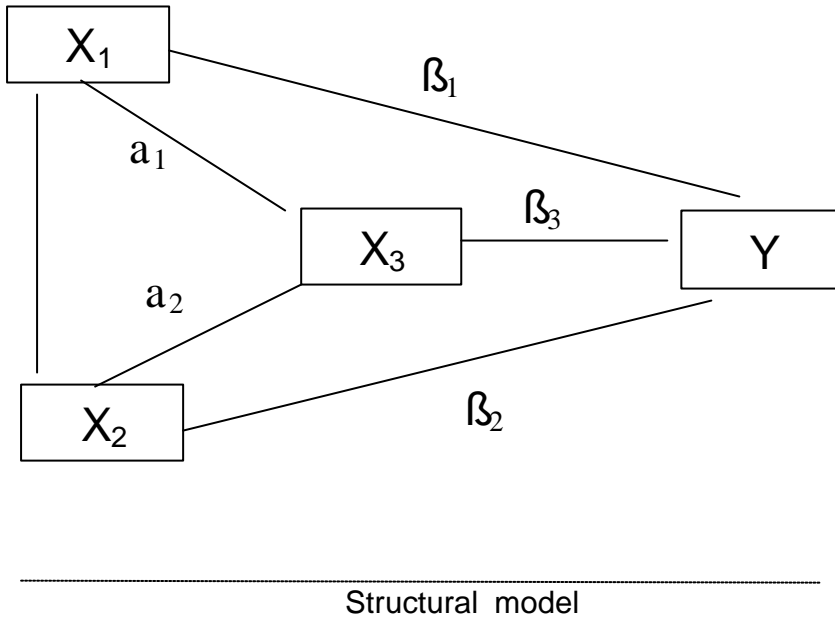 X₁
ß₁
a₁
ß₃
X₃
Y
a₂
ß₂
X₂
Structural model